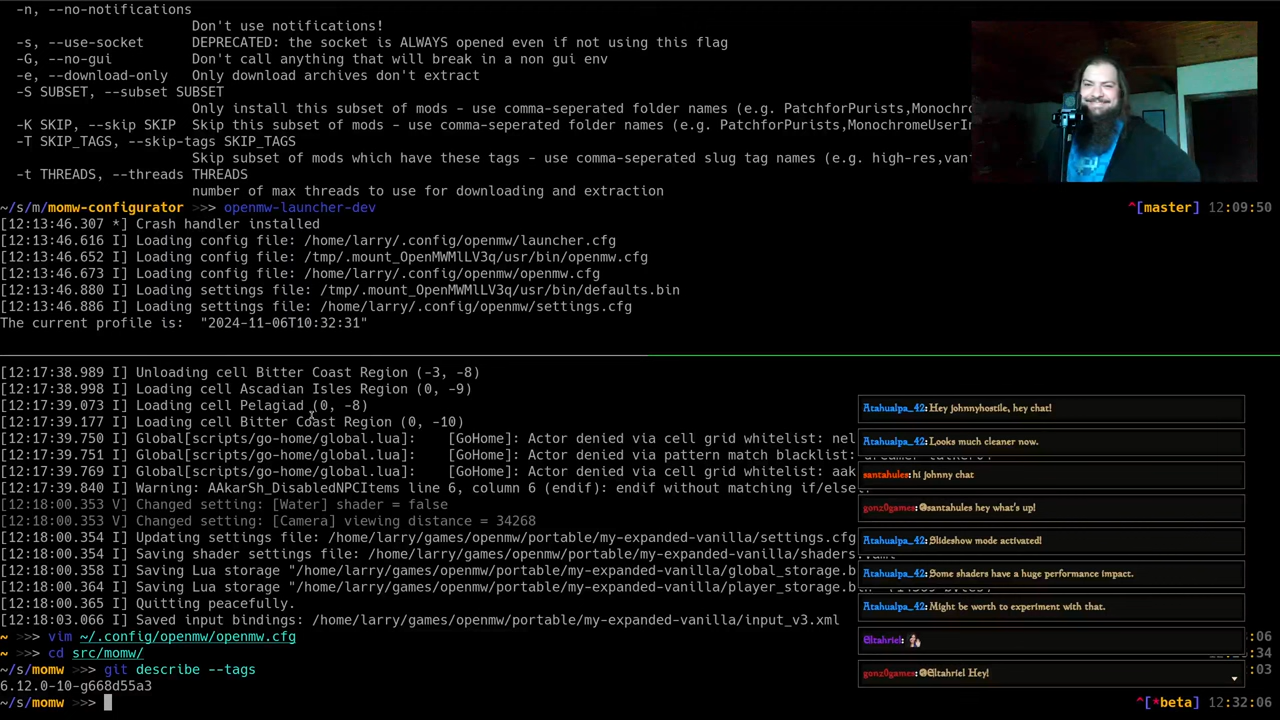 -n, --no-notifications
Don't use notifications!
-s, --use-socket DEPRECATED: the socket is ALWAYS opened even if not using this flag
-G, --no-gui Don't call anything that will break in a non gui env
-e, --download-only Only download archives don't extract
-S SUBSET, --subset SUBSET
Only install this subset of mods - use comma-seperated folder names (e.g. PatchforPurists,Monochro
-K SKIP, --skip SKIP Skip this subset of mods - use comma-seperated folder names (e.g. PatchforPurists,MonochromeUserIn
-T SKIP_TAGS, --skip-tags SKIP_TAGS
Skip subset of mods which have these tags - use comma-seperated slug tag names (e.g. high-res,van
-t THREADS, --threads THREADS
number of max threads to use for downloading and extraction
~/s/m/momw-configurator >>> openmw-launcher-dev ^[master] 12:09:50
[12:13:46.307 *] Crash handler installed
[12:13:46.616 I] Loading config file: /home/larry/.config/openmw/launcher.cfg
[12:13:46.652 I] Loading config file: /tmp/.mount_OpenMWMlLV3q/usr/bin/openmw.cfg
[12:13:46.673 I] Loading config file: /home/larry/.config/openmw/openmw.cfg
[12:13:46.880 I] Loading settings file: /tmp/.mount_OpenMWMlLV3q/usr/bin/defaults.bin
[12:13:46.886 I] Loading settings file: /home/larry/.config/openmw/settings.cfg
The current profile is:  "2024-11-06T10:32:31"
[12:17:38.989 I] Unloading cell Bitter Coast Region (-3, -8)
[12:17:38.998 I] Loading cell Ascadian Isles Region (0, -9)
[12:17:39.073 I] Loading cell Pelagiad (0, -8)
[12:17:39.177 I] Loading cell Bitter Coast Region (0, -10)
[12:17:39.750 I] Global[scripts/go-home/global.lua]: [GoHome]: Actor denied via cell grid whitelist: nel
[12:17:39.751 I] Global[scripts/go-home/global.lua]: [GoHome]: Actor denied via pattern match blacklist:
[12:17:39.769 I] Global[scripts/go-home/global.lua]: [GoHome]: Actor denied via cell grid whitelist: aak
[12:17:39.840 I] Warning: AAkarSh_DisabledNPCItems line 6, column 6 (endif): endif without matching if/else
[12:18:00.353 V] Changed setting: [Water] shader = false
[12:18:00.353 V] Changed setting: [Camera] viewing distance = 34268
[12:18:00.354 I] Updating settings file: /home/larry/games/openmw/portable/my-expanded-vanilla/settings.cfg
[12:18:00.354 I] Saving shader settings file: /home/larry/games/openmw/portable/my-expanded-vanilla/shaders
[12:18:00.358 I] Saving Lua storage "/home/larry/games/openmw/portable/my-expanded-vanilla/global_storage.b
[12:18:00.364 I] Saving Lua storage "/home/larry/games/openmw/portable/my-expanded-vanilla/player_storage.b
[12:18:00.365 I] Quitting peacefully.
[12:18:03.066 I] Saved input bindings: /home/larry/games/openmw/portable/my-expanded-vanilla/input_v3.xml
~ >>> vim ~/.config/openmw/openmw.cfg :06
~ >>> cd src/momw/ :34
~/s/momw >>> git describe --tags :03
6.12.0-10-g668d55a3
~/s/momw >>> ^[*beta] 12:32:06
Atahualpa_42: Hey johnnyhostile, hey chat!
Atahualpa_42: Looks much cleaner now.
santahules: hi johnny chat
gonz0games: @santahules hey what's up!
Atahualpa_42: Slideshow mode activated!
Atahualpa_42: Some shaders have a huge performance impact.
Atahualpa_42: Might be worth to experiment with that.
Eltahriel:
gonz0games: @Eltahriel Hey!